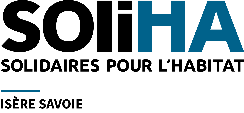 SOliHA
SOLIDAIRES POUR L'HABITAT
ISÈRE SAVOIE